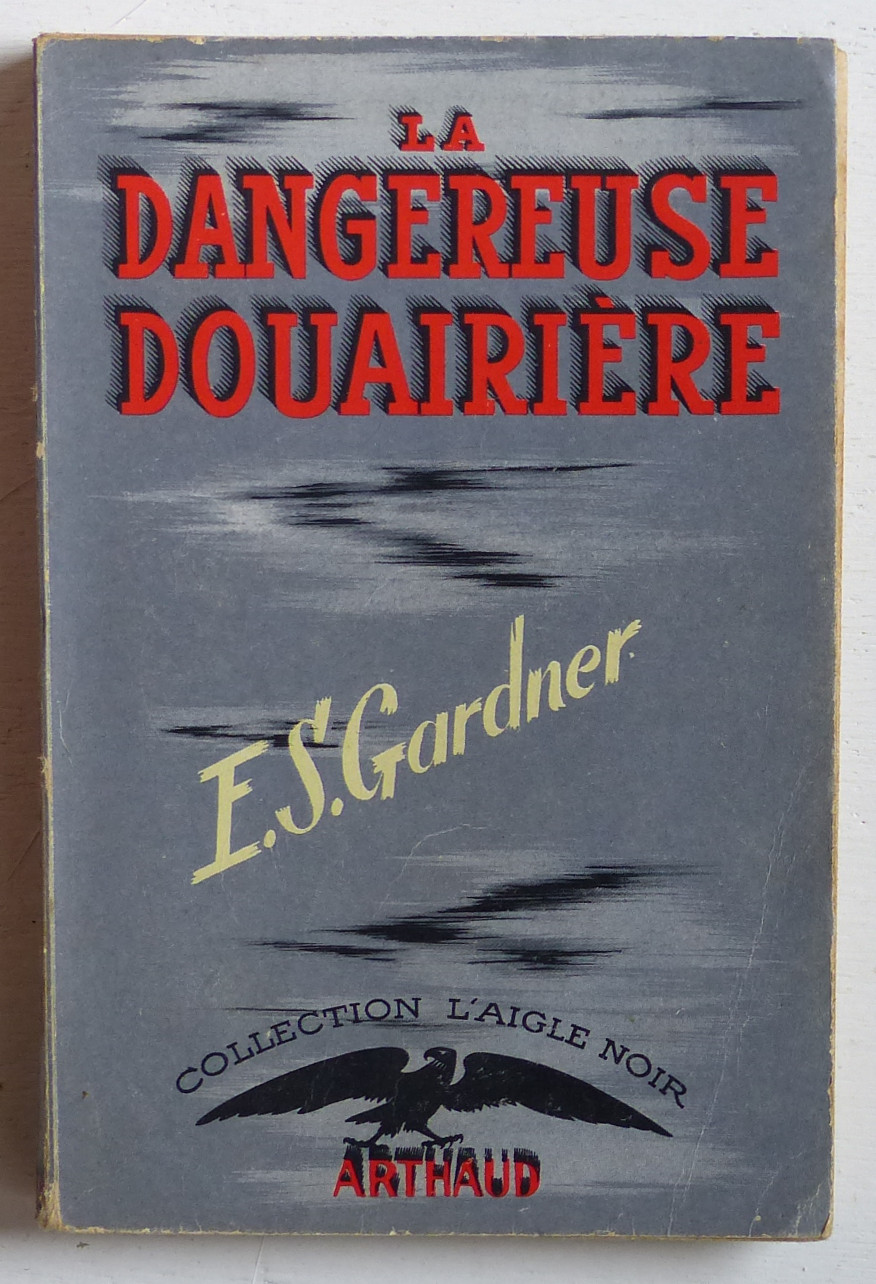 LA
DANGEREUSE
DOUAIRIÈRE
E.S.Gardner
COLLECTION L'AIGLE NOIR
ARTHAUD